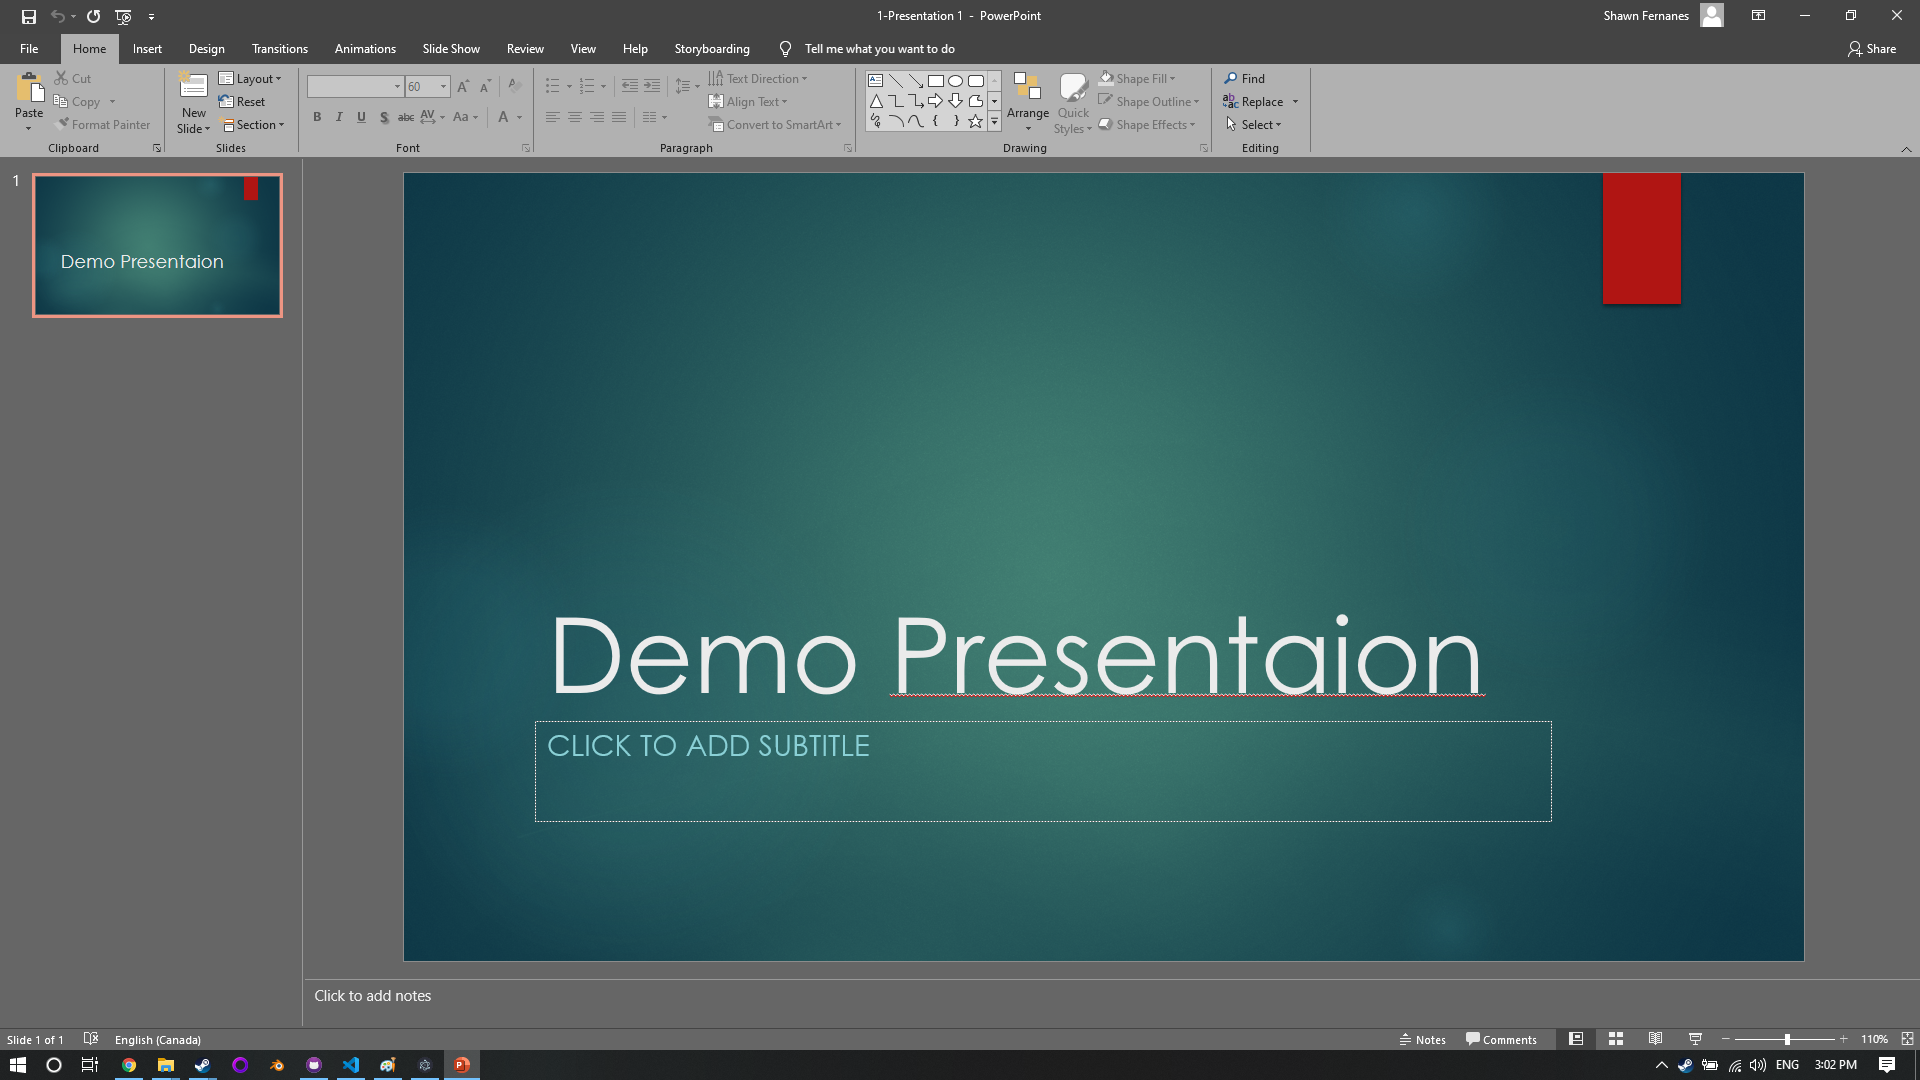 1-Presentation 1 - PowerPoint
Shawn Fernanes
File Home Insert Design Transitions Animations Slide Show Review View Help Storyboarding Tell me what you want to do Share
Paste
Cut
Copy
Format Painter
Clipboard
New Slide
Layout
Reset
Section
Slides
60
B I U S abc AV Aa A
Font
Text Direction
Align Text
Convert to SmartArt
Paragraph
Arrange
Quick Styles
Shape Fill
Shape Outline
Shape Effects
Drawing
Find
Replace
Select
Editing
1
Demo Presentaion
Demo Presentaion
CLICK TO ADD SUBTITLE
Click to add notes
Slide 1 of 1 English (Canada) Notes Comments 110%
ENG 3:02 PM